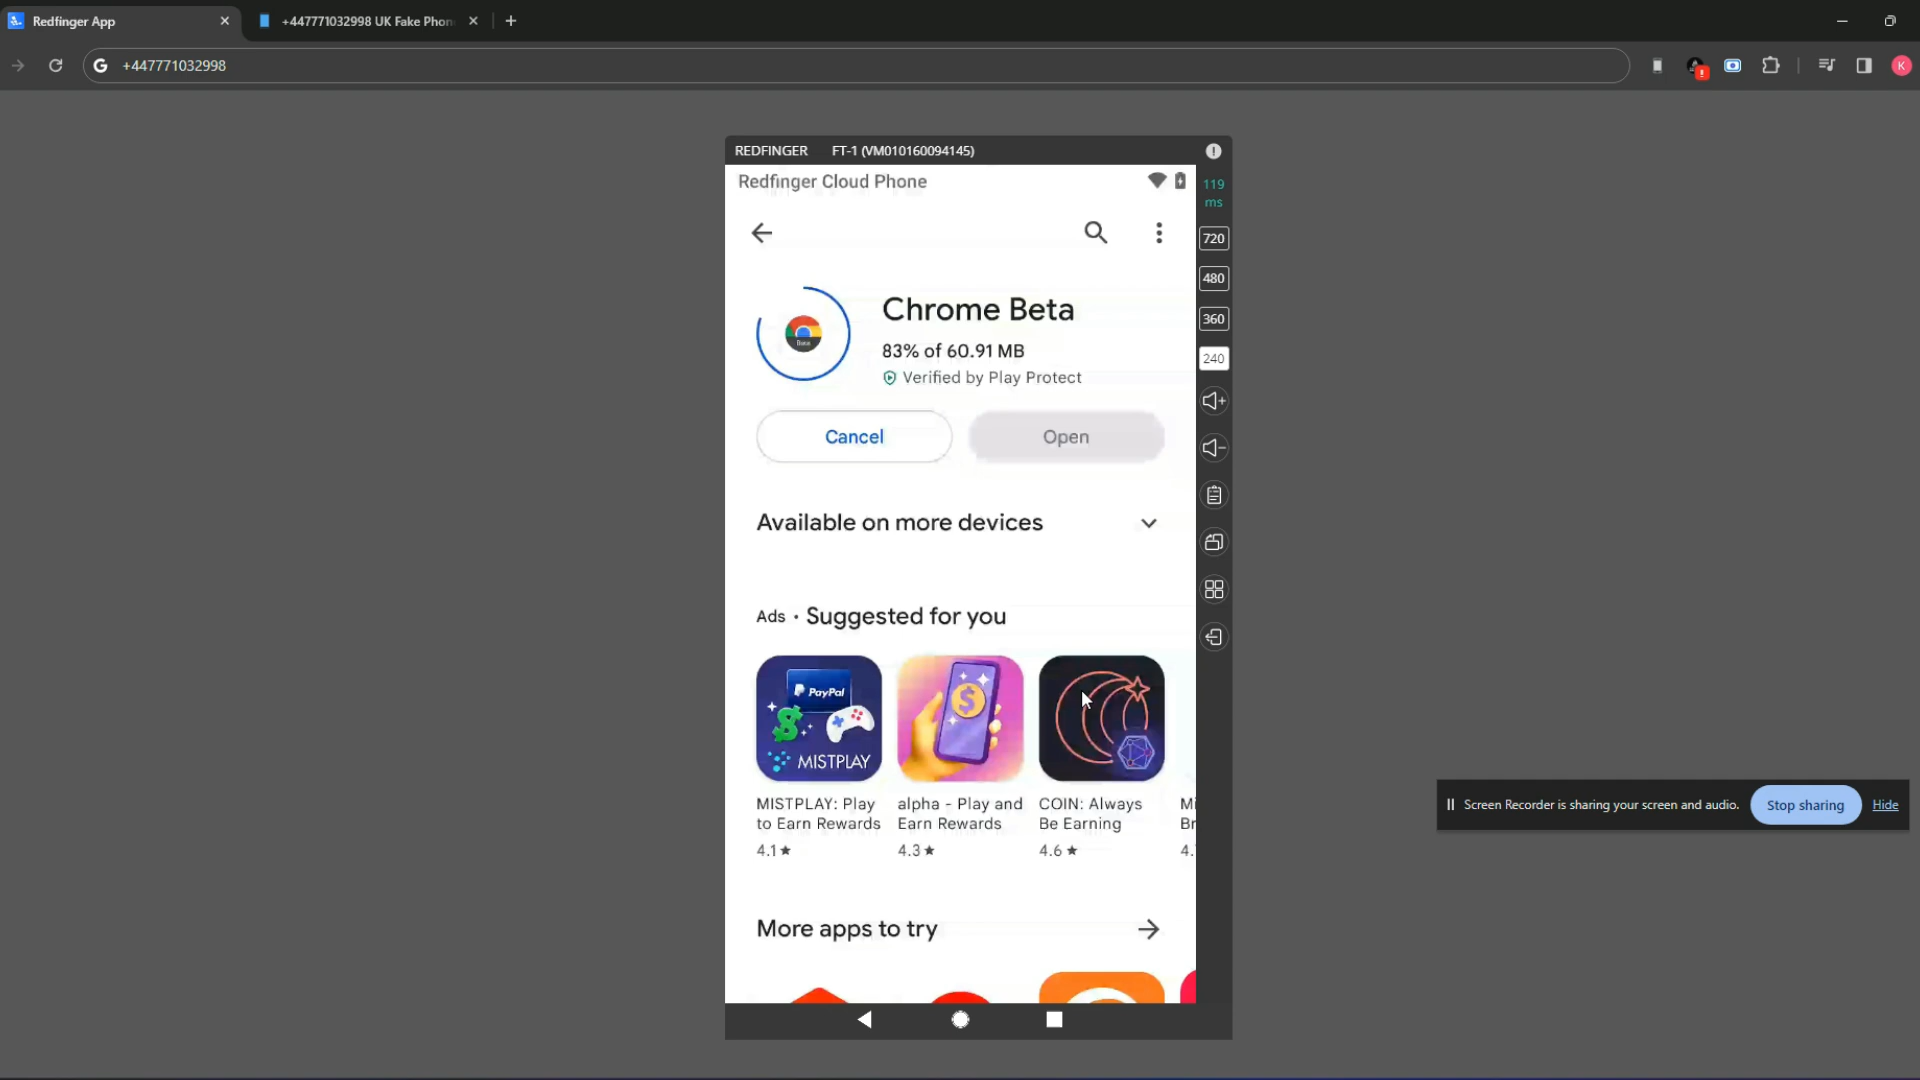 Redfinger App
+447771032998 UK Fake Phon
+447771032998
K
REDFINGER FT-1 (VM010160094145)
Redfinger Cloud Phone
119
ms
720
480
360
240
Chrome Beta
83% of 60.91 MB
Verified by Play Protect
Beta
Cancel
Open
Available on more devices
Ads • Suggested for you
PayPal
MISTPLAY
MISTPLAY: Play
to Earn Rewards
4.1★
alpha - Play and
Earn Rewards
4.3★
COIN: Always
Be Earning
4.6★
Mi
Br
4.
More apps to try
Screen Recorder is sharing your screen and audio.
Stop sharing
Hide